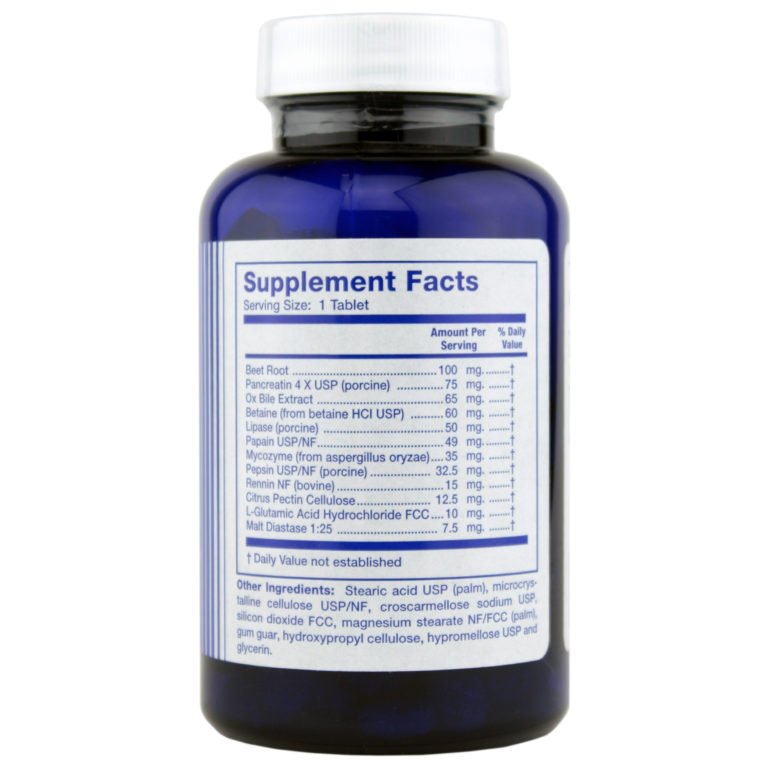 Supplement Facts
Serving Size: 1 Tablet
Amount Per % Daily
Serving Value
Beet Root ..........................................100 mg.........†
Pancreatin 4 X USP (porcine) ............. 75 mg. .......†
Ox Bile Extract ................................... 65 mg. .......†
Betaine (from betaine HCl USP) .......... 60 mg. .......†
Lipase (porcine) ................................. 50 mg. .......†
Papain USP/NF................................... 49 mg. .......†
Mycozyme (from aspergillus oryzae).... 35 mg. .......†
Pepsin USP/NF (porcine) ................... 32.5 mg. .......†
Rennin NF (bovine) ............................. 15 mg. .......†
Citrus Pectin Cellulose..................... 12.5 mg. .......†
L-Glutamic Acid Hydrochloride FCC.... 10 mg. .......†
Malt Diastase 1:25 ............................ 7.5 mg. .......†
† Daily Value not established
Other Ingredients: Stearic acid USP (palm), microcrys-
talline cellulose USP/NF, croscarmellose sodium USP,
silicon dioxide FCC, magnesium stearate NF/FCC (palm),
gum guar, hydroxypropyl cellulose, hypromellose USP and
glycerin.